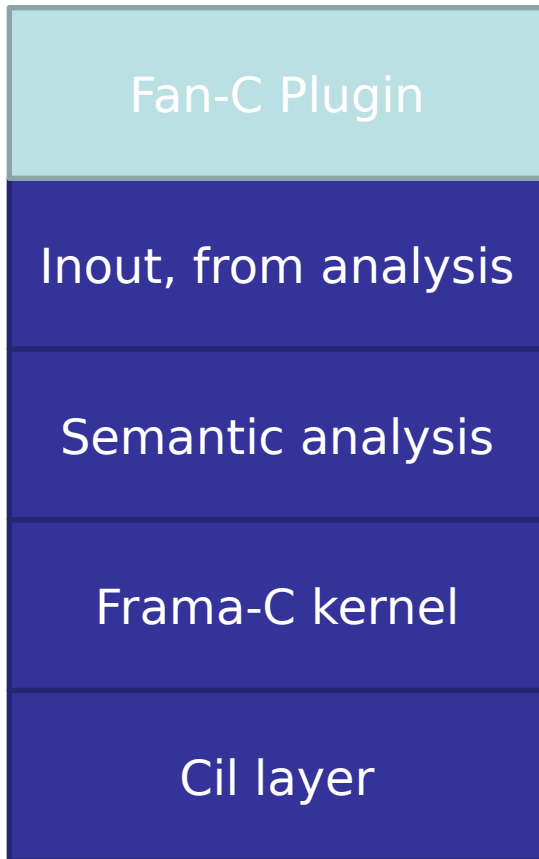 Fan-C Plugin
Inout, from analysis
Semantic analysis
Frama-C kernel
Cil layer